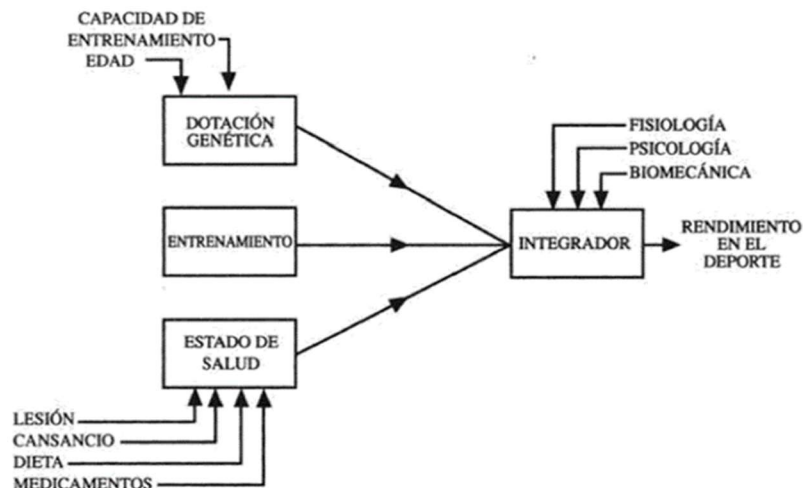 CAPACIDAD DE
ENTRENAMIENTO
EDAD
DOTACIÓN
GENÉTICA
ENTRENAMIENTO
ESTADO DE
SALUD
LESIÓN
CANSANCIO
DIETA
MEDICAMENTOS
FISIOLOGÍA
PSICOLOGÍA
BIOMECÁNICA
INTEGRADOR
RENDIMIENTO
EN EL
DEPORTE